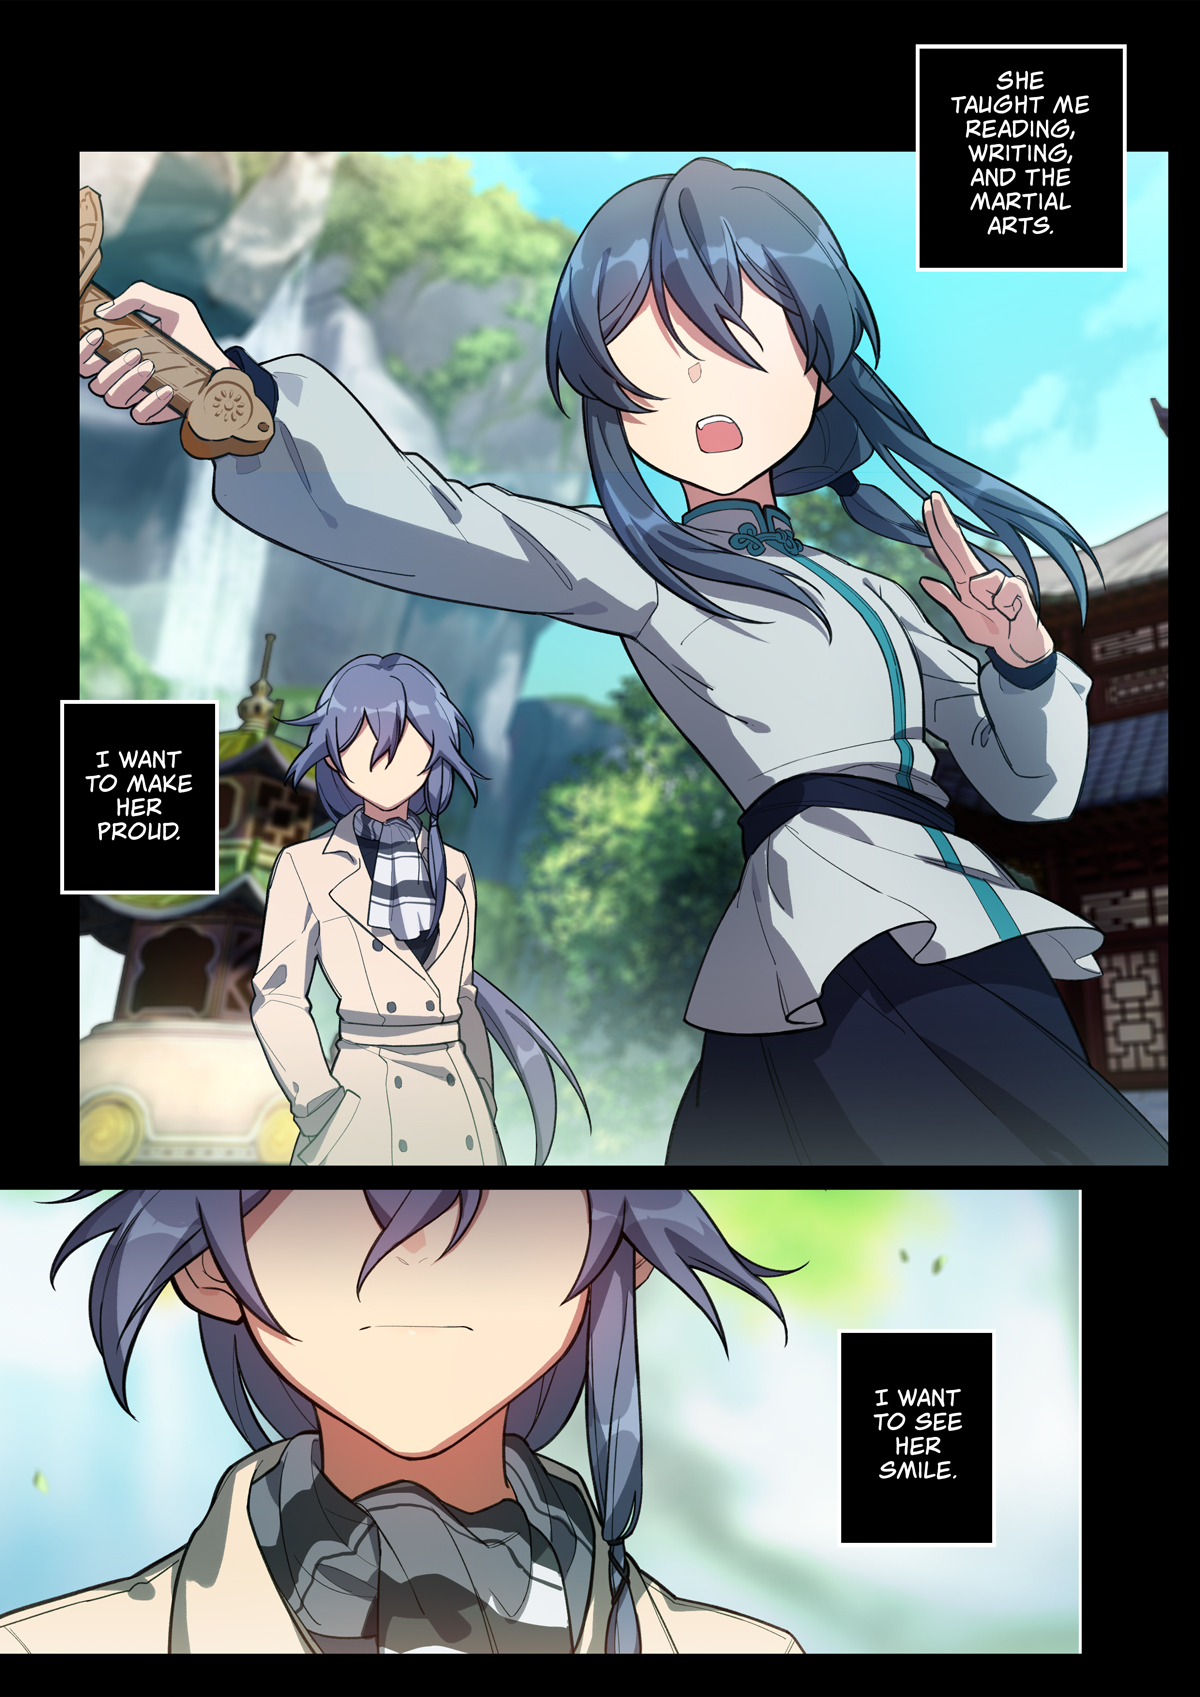 SHE
TAUGHT ME
READING,
WRITING,
AND THE
MARTIAL
ARTS.
I WANT
TO MAKE
HER
PROUD.
I WANT
TO SEE
HER
SMILE.